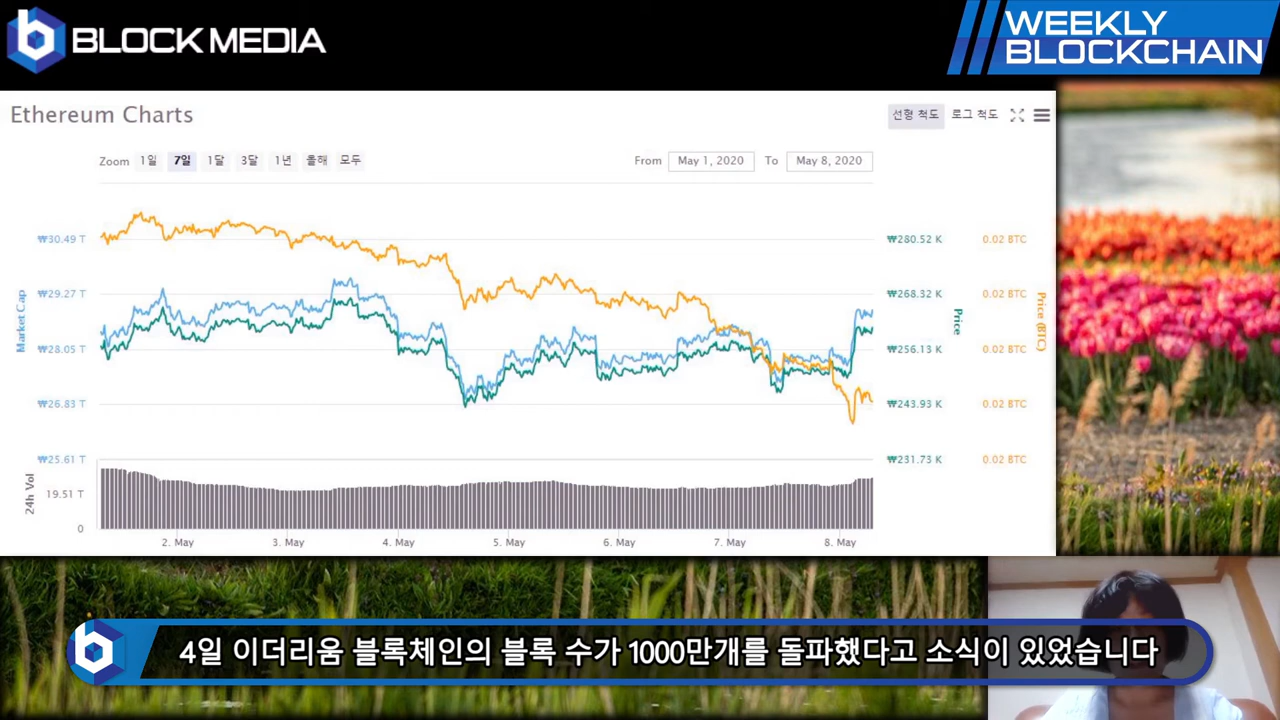 BLOCK MEDIA
WEEKLY
BLOCKCHAIN
Ethereum Charts
선형 척도 로그 척도
Zoom 1일 7일 1달 3달 1년 올해 모두
From May 1, 2020 To May 8, 2020
₩30.49 T ₩280.52 K 0.02 BTC
₩29.27 T ₩268.32 K 0.02 BTC
₩28.05 T ₩256.13 K 0.02 BTC
₩26.83 T ₩243.93 K 0.02 BTC
₩25.61 T ₩231.73 K 0.02 BTC
Market Cap
Price
Price (BTC)
24h Vol
19.51 T
0
2. May 3. May 4. May 5. May 6. May 7. May 8. May
4일 이더리움 블록체인의 블록 수가 1000만개를 돌파했다고 소식이 있었습니다